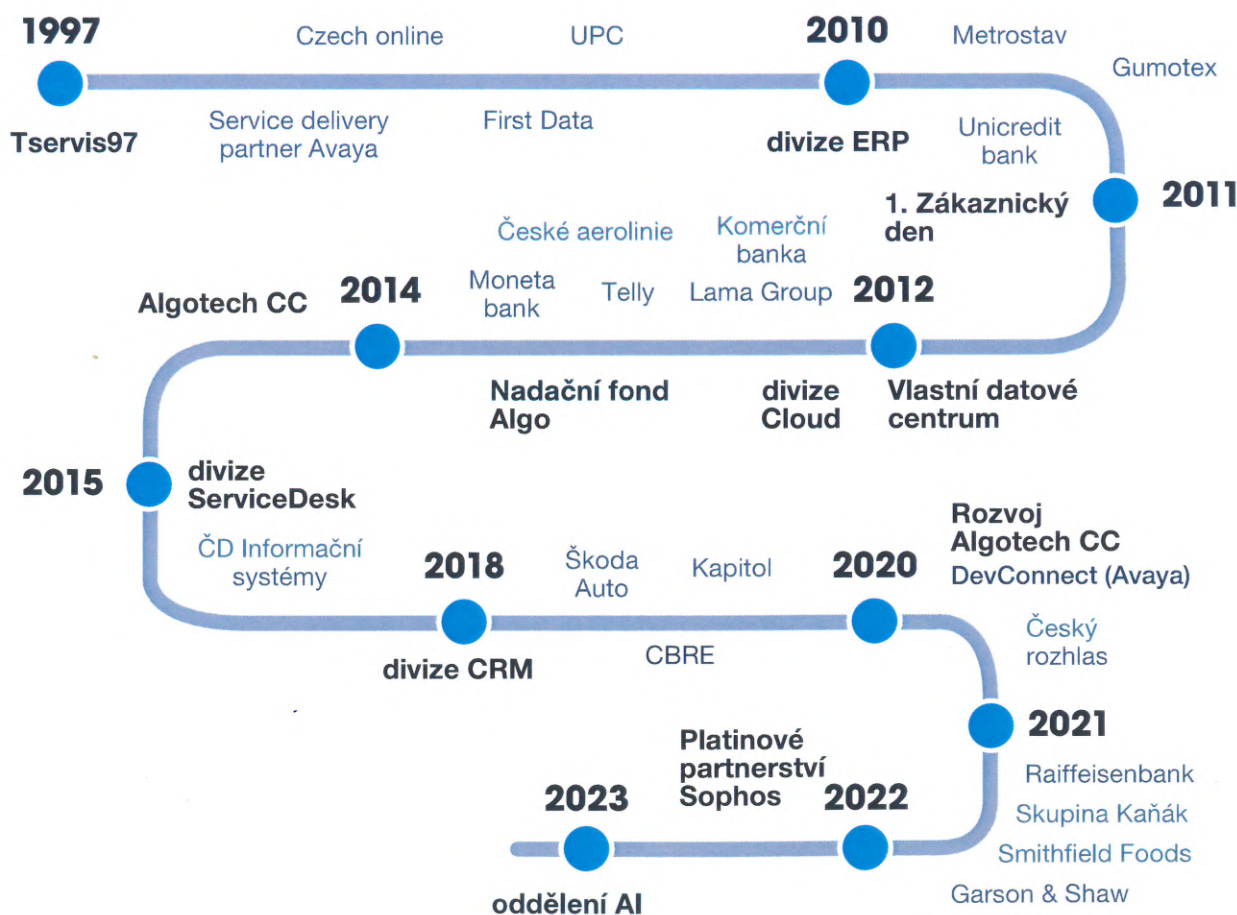 1997
Czech online
UPC
2010
Metrostav
Gumotex
Tservis97
Service delivery
partner Avaya
First Data
divize ERP
Unicredit
bank
2011
1. Zákaznický
den
České aerolinie
Komerční
banka
Algotech CC
2014
Moneta
bank
Telly
Lama Group
2012
Nadační fond
Algo
divize
Cloud
Vlastní datové
centrum
2015
divize
ServiceDesk
ČD Informační
systémy
2018
Škoda
Auto
Kapitol
2020
Rozvoj
Algotech CC
DevConnect (Avaya)
divize CRM
CBRE
Český
rozhlas
2021
Platinové
partnerství
Sophos
2023
2022
Raiffeisenbank
Skupina Kaňák
Smithfield Foods
Garson & Shaw
oddělení AI